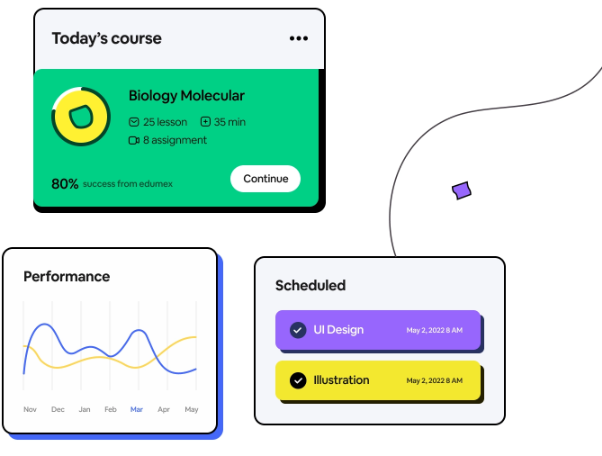 Today's course
Biology Molecular
25 lesson 35 min
8 assignment
80% success from edumex
Continue
Performance
Nov Dec Jan Feb Mar Apr May
Scheduled
UI Design May 2, 2022 8 AM
Illustration May 2, 2022 8 AM